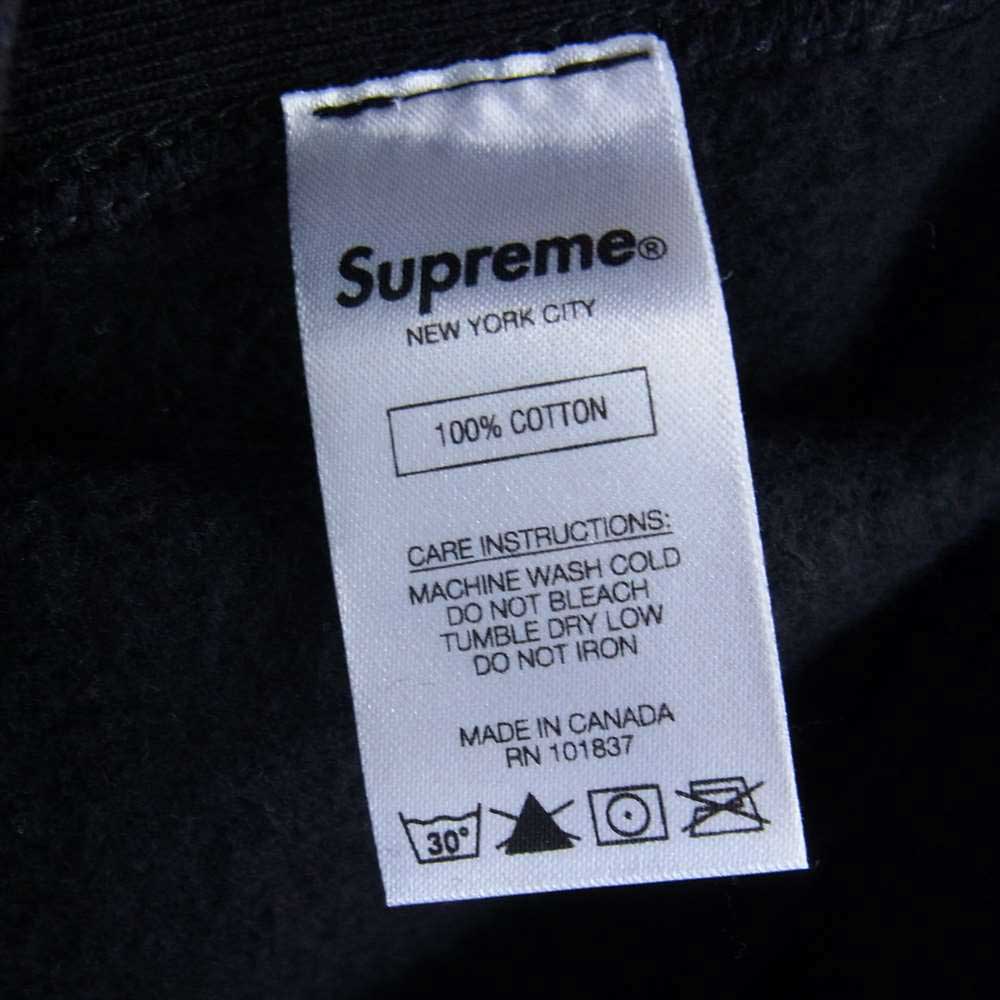 Supreme®
NEW YORK CITY
100% COTTON
CARE INSTRUCTIONS:
MACHINE WASH COLD
DO NOT BLEACH
TUMBLE DRY LOW
DO NOT IRON
MADE IN CANADA
RN 101837
30°